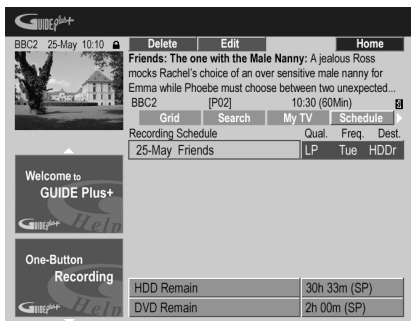 GUIDE Plus+
BBC2 25-May 10:10
Delete Edit Home
Friends: The one with the Male Nanny: A jealous Ross
mocks Rachel's choice of an over sensitive male nanny for
Emma while Phoebe must choose between two unexpected...
BBC2 [P02] 10:30 (60Min)
Grid Search My TV Schedule
Recording Schedule Qual. Freq. Dest.
25-May Friends LP Tue HDDr
Welcome to
GUIDE Plus+
GUIDE Plus+ Help
One-Button
Recording
GUIDE Plus+ Help
HDD Remain 30h 33m (SP)
DVD Remain 2h 00m (SP)